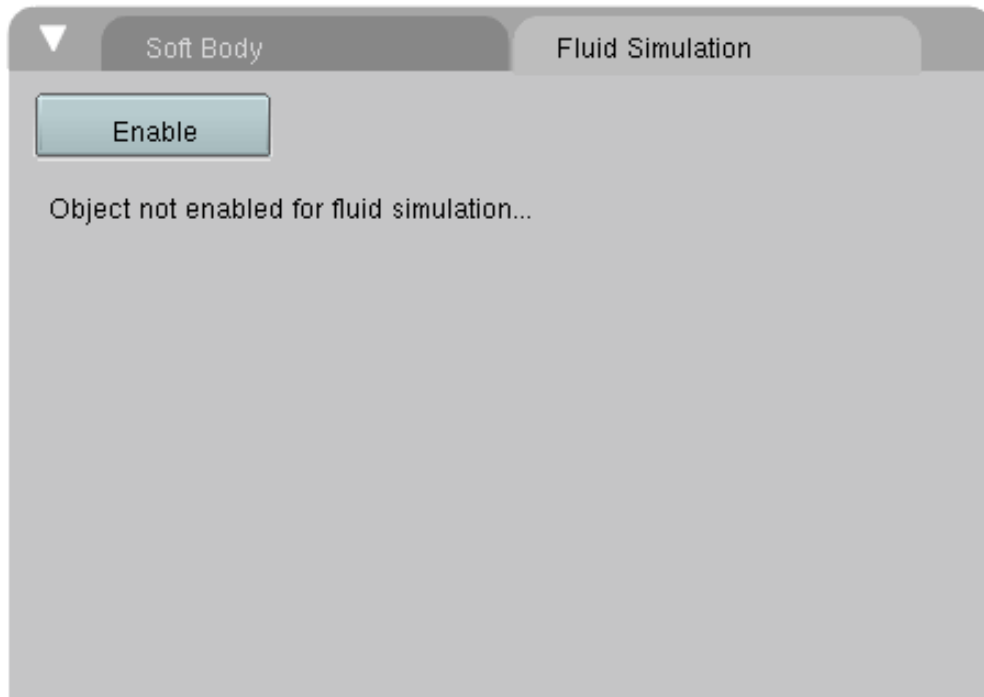 Soft Body Fluid Simulation
Enable
Object not enabled for fluid simulation...